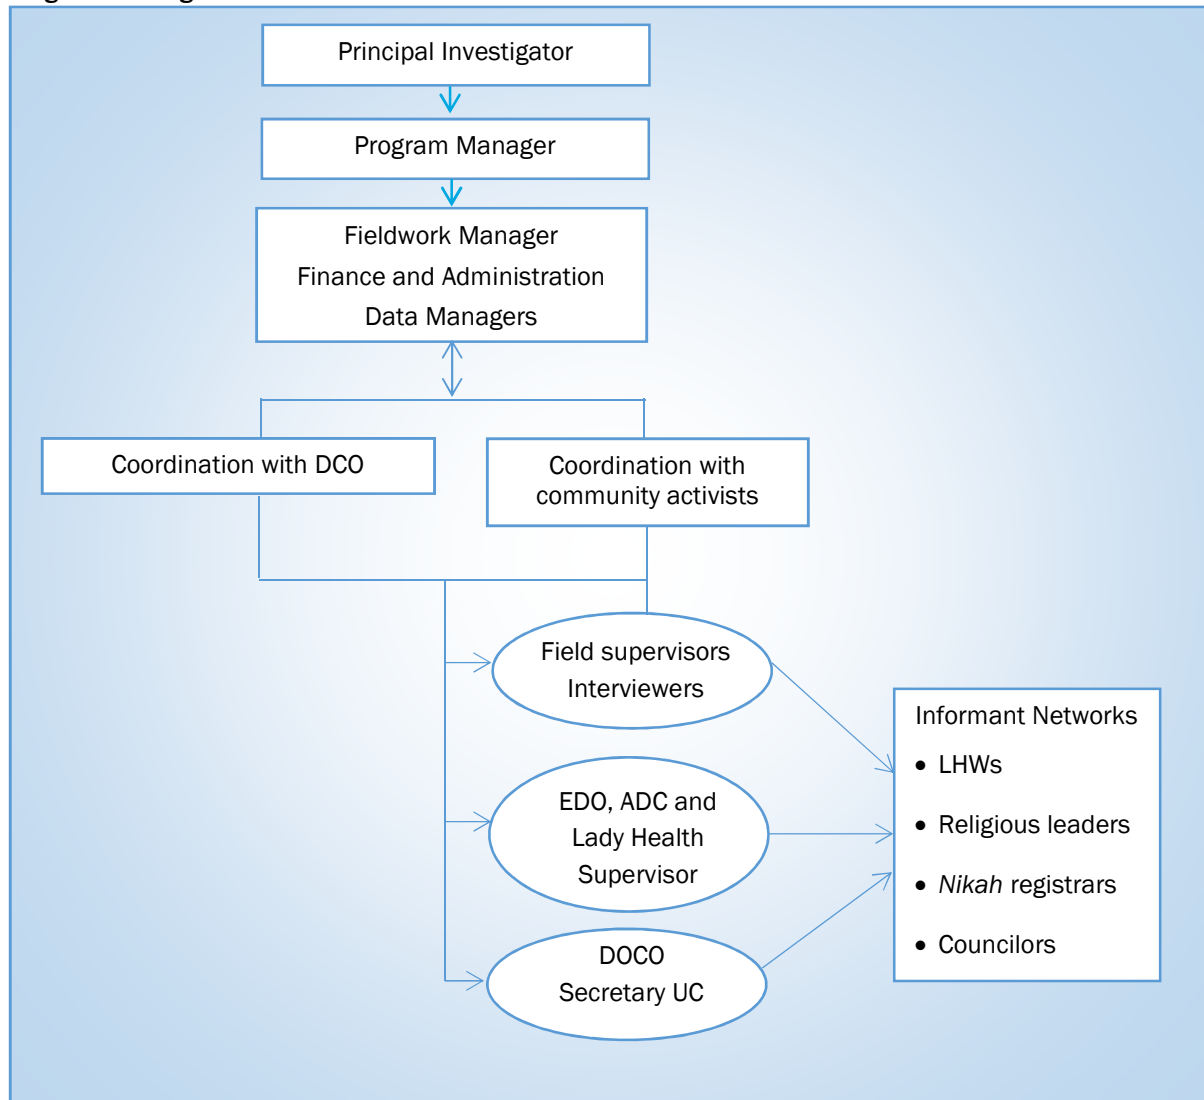 Principal Investigator
Program Manager
Fieldwork Manager
Finance and Administration
Data Managers
Coordination with DCO
Coordination with
community activists
Field supervisors
Interviewers
EDO, ADC and
Lady Health
Supervisor
DOCO
Secretary UC
Informant Networks
• LHWs
• Religious leaders
• Nikah registrars
• Councilors